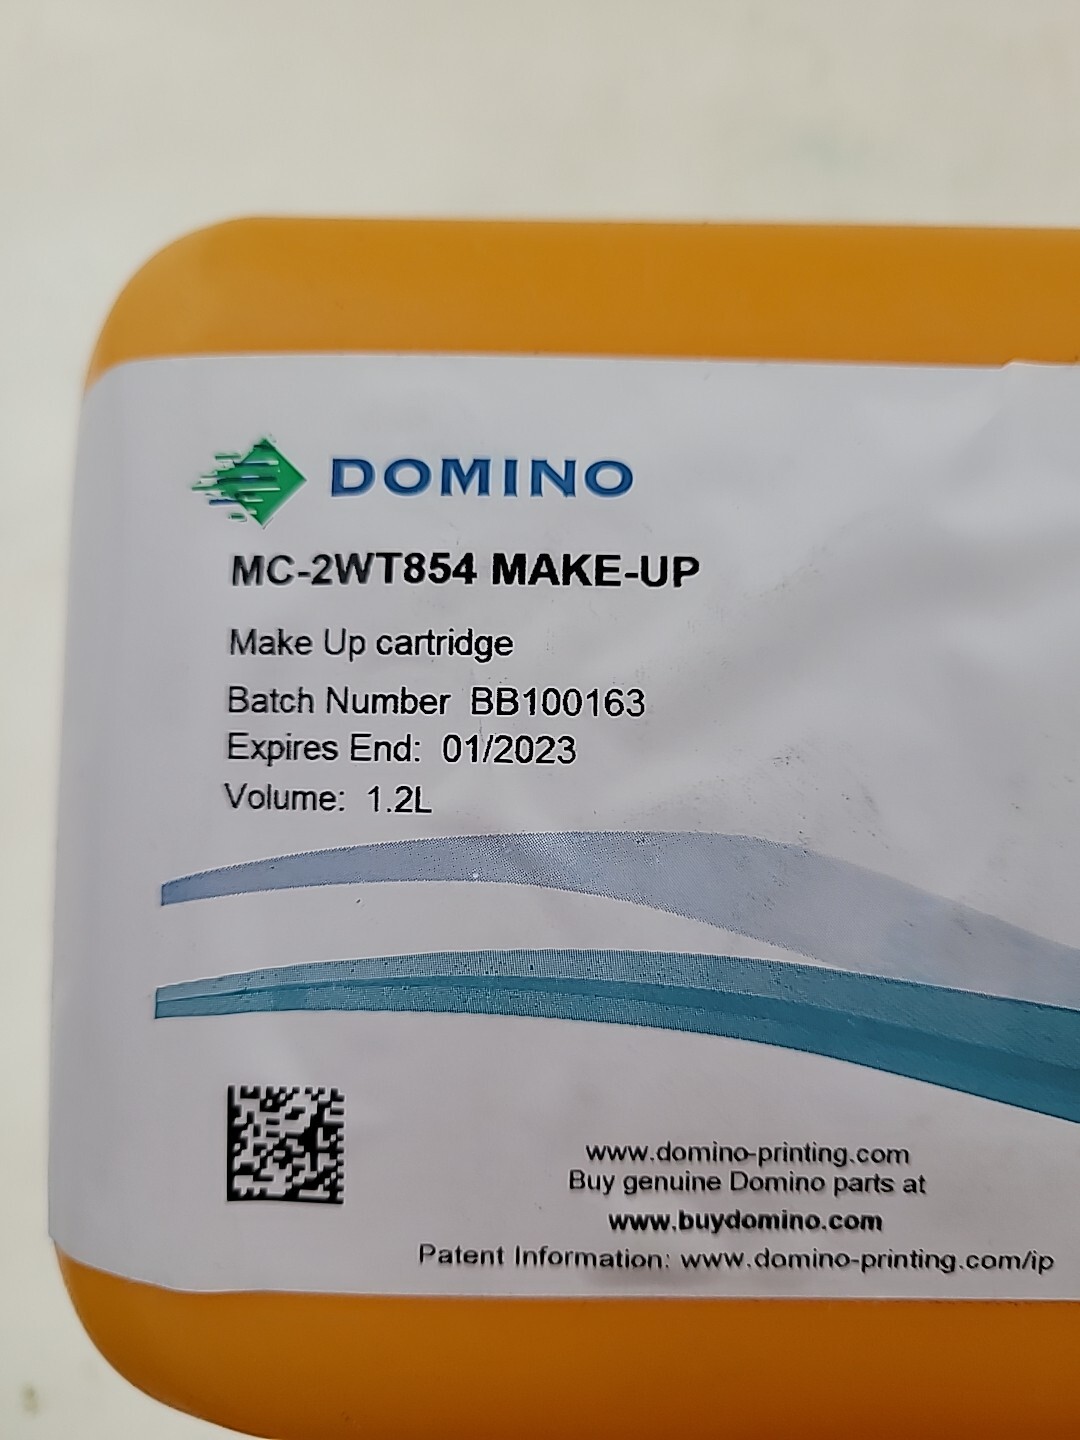 DOMINO
MC-2WT854 MAKE-UP
Make Up cartridge
Batch Number BB100163
Expires End: 01/2023
Volume: 1.2L
www.domino-printing.com
Buy genuine Domino parts at
www.buydomino.com
Patent Information: www.domino-printing.com/ip